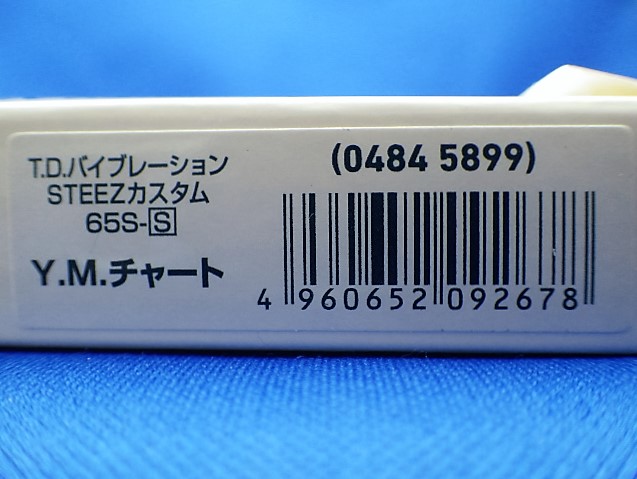 T.D.バイブレーション
STEEZカスタム
65S-S
Y.M.チャート
(0484 5899)
4 960652 092678